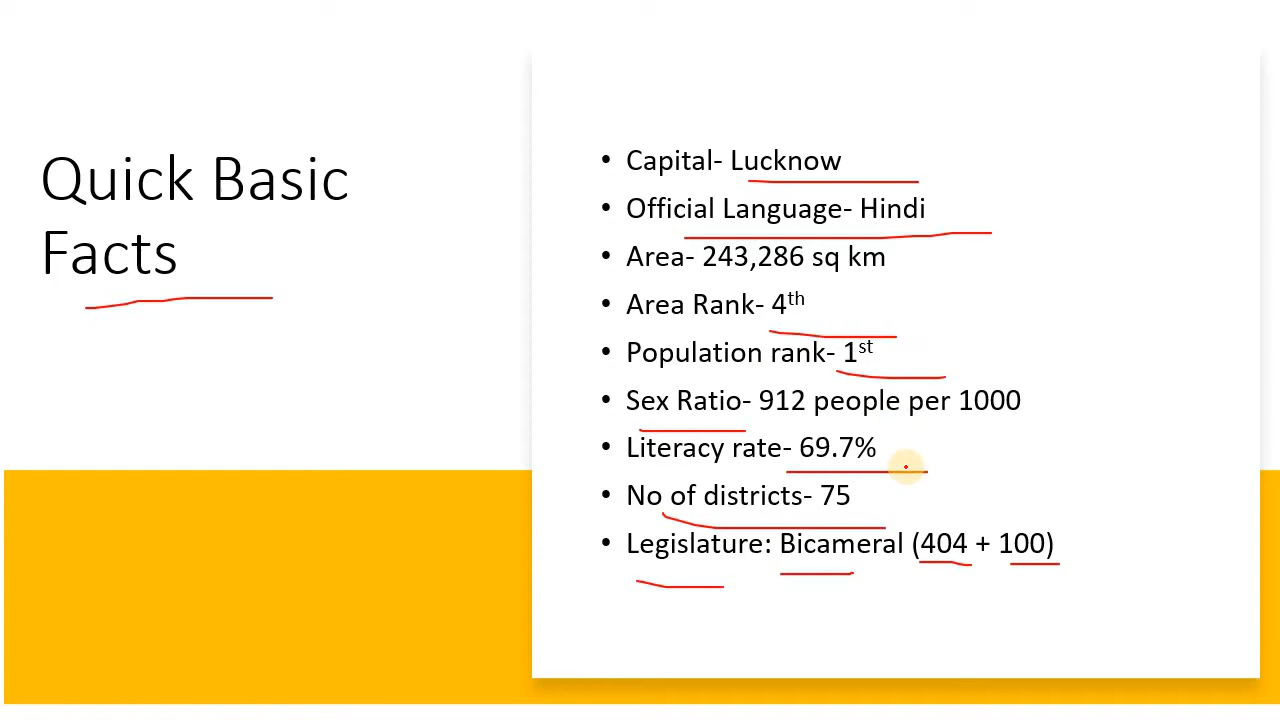 Quick Basic
Facts
• Capital- Lucknow
• Official Language- Hindi
• Area- 243,286 sq km
• Area Rank- 4th
• Population rank- 1st
• Sex Ratio- 912 people per 1000
• Literacy rate- 69.7%
• No of districts- 75
• Legislature: Bicameral (404 + 100)